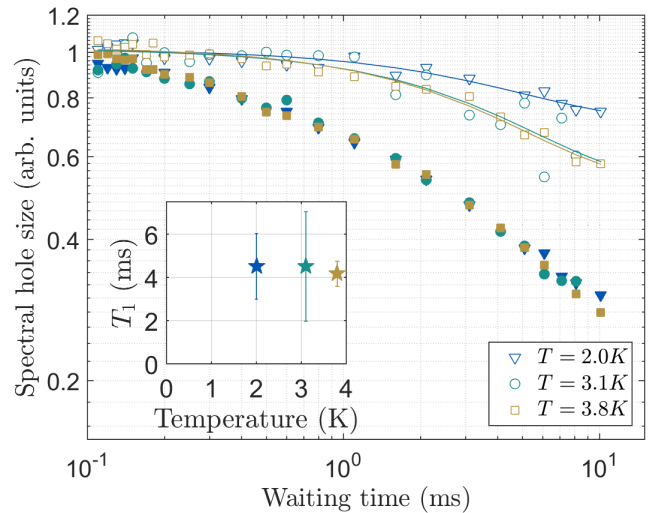 Spectral hole size (arb. units)
1.2
1
0.8
0.6
0.4
0.2
10^-1
10^0
10^1
Waiting time (ms)
T_1 (ms)
6
4
2
0
0 1 2 3 4
Temperature (K)
T = 2.0K
T = 3.1K
T = 3.8K